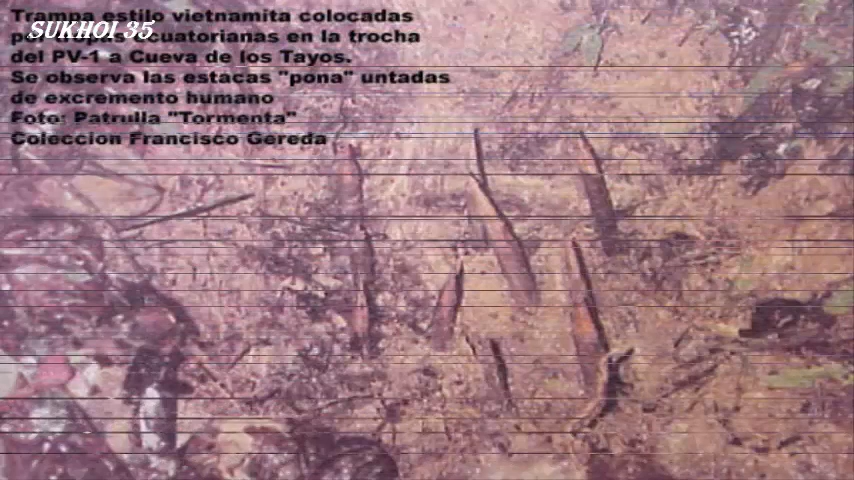 Trampa estilo vietnamita colocadas
SUKHOI 35
ecuatorianas en la trocha
del PV-1 a Cueva de los Tayos.
Se observa las estacas "pona" untadas
de excremento humano
Foto: Patrulla "Tormenta"
Coleccion Francisco Gereda